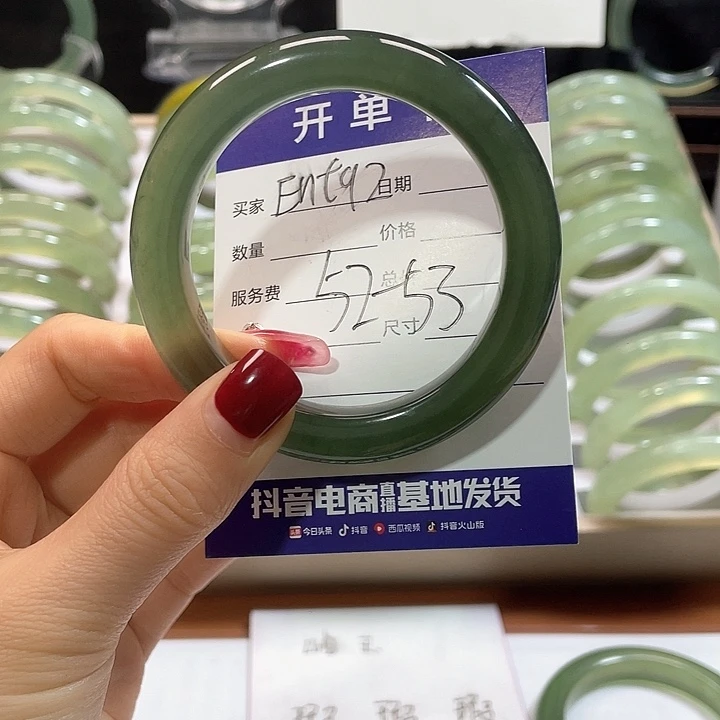 开单
买家 Entq2 日期
数量 价格
服务费 52-53 总
尺寸
抖音电商直播基地发货
今日头条 抖音 西瓜视频 抖音火山版